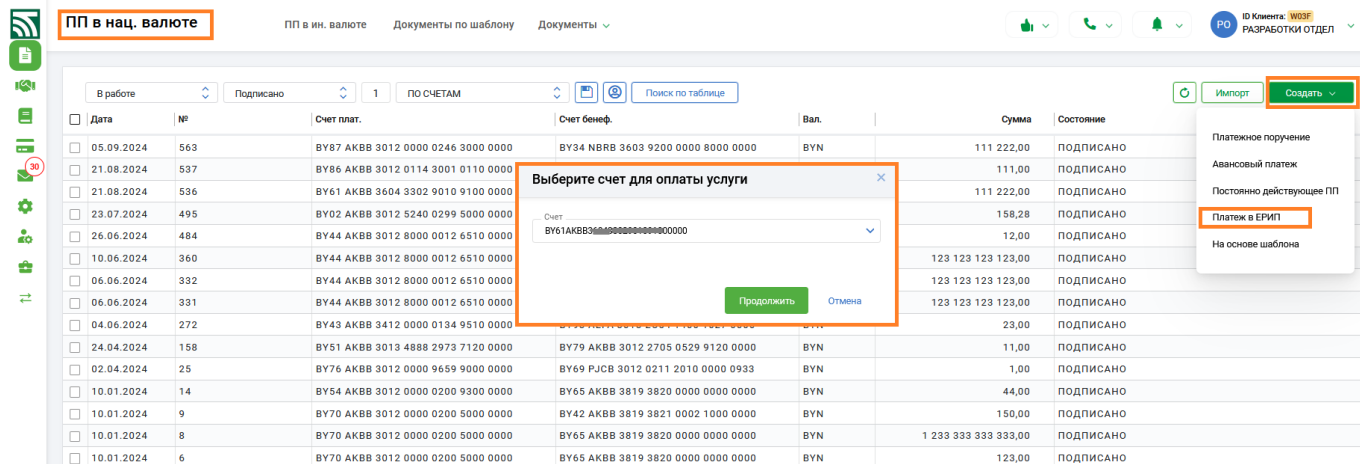 ПП в нац. валюте ПП в ин. валюте Документы по шаблону Документы
ID Клиента: W03F
РО РАЗРАБОТКИ ОТДЕЛ
В работе Подписано 1 ПО СЧЕТАМ Поиск по таблице Импорт Создать
Дата № Счет плат. Счет бенеф. Вал. Сумма Состояние
05.09.2024 563 BY87 AKBB 3012 0000 0246 3000 0000 BY34 NBRB 3603 9200 0000 8000 0000 BYN 111 222,00 ПОДПИСАНО
21.08.2024 537 BY86 AKBB 3012 0114 3001 0110 0000 111,00 ПОДПИСАНО
21.08.2024 536 BY61 AKBB 3604 3302 9010 9100 0000 111 222,00 ПОДПИСАНО
23.07.2024 495 BY02 AKBB 3012 5240 0299 5000 0000 158,28 ПОДПИСАНО
26.06.2024 484 BY44 AKBB 3012 8000 0012 6510 0000 12,00 ПОДПИСАНО
10.06.2024 360 BY44 AKBB 3012 8000 0012 6510 0000 123 123 123 123,00 ПОДПИСАНО
06.06.2024 332 BY44 AKBB 3012 8000 0012 6510 0000 123 123 123 123,00 ПОДПИСАНО
06.06.2024 331 BY44 AKBB 3012 8000 0012 6510 0000 123 123 123 123,00 ПОДПИСАНО
04.06.2024 272 BY43 AKBB 3412 0000 0134 9510 0000 23,00 ПОДПИСАНО
24.04.2024 158 BY51 AKBB 3013 4888 2973 7120 0000 BY79 AKBB 3012 2705 0529 9120 0000 BYN 11,00 ПОДПИСАНО
02.04.2024 25 BY76 AKBB 3012 0000 9659 9000 0000 BY69 PJCB 3012 0211 2010 0000 0933 BYN 1,00 ПОДПИСАНО
10.01.2024 14 BY54 AKBB 3012 0000 0200 9300 0000 BY65 AKBB 3819 3820 0000 0000 0000 BYN 44,00 ПОДПИСАНО
10.01.2024 9 BY70 AKBB 3012 0000 0200 5000 0000 BY42 AKBB 3819 3821 0002 1000 0000 BYN 150,00 ПОДПИСАНО
10.01.2024 8 BY70 AKBB 3012 0000 0200 5000 0000 BY65 AKBB 3819 3820 0000 0000 0000 BYN 1 233 333 333 333,00 ПОДПИСАНО
10.01.2024 6 BY70 AKBB 3012 0000 0200 5000 0000 BY65 AKBB 3819 3820 0000 0000 0000 BYN 123,00 ПОДПИСАНО
30
Выберите счет для оплаты услуги
Счет
BY61AKBB3
Продолжить Отмена
Платежное поручение
Авансовый платеж
Постоянно действующее ПП
Платеж в ЕРИП
На основе шаблона